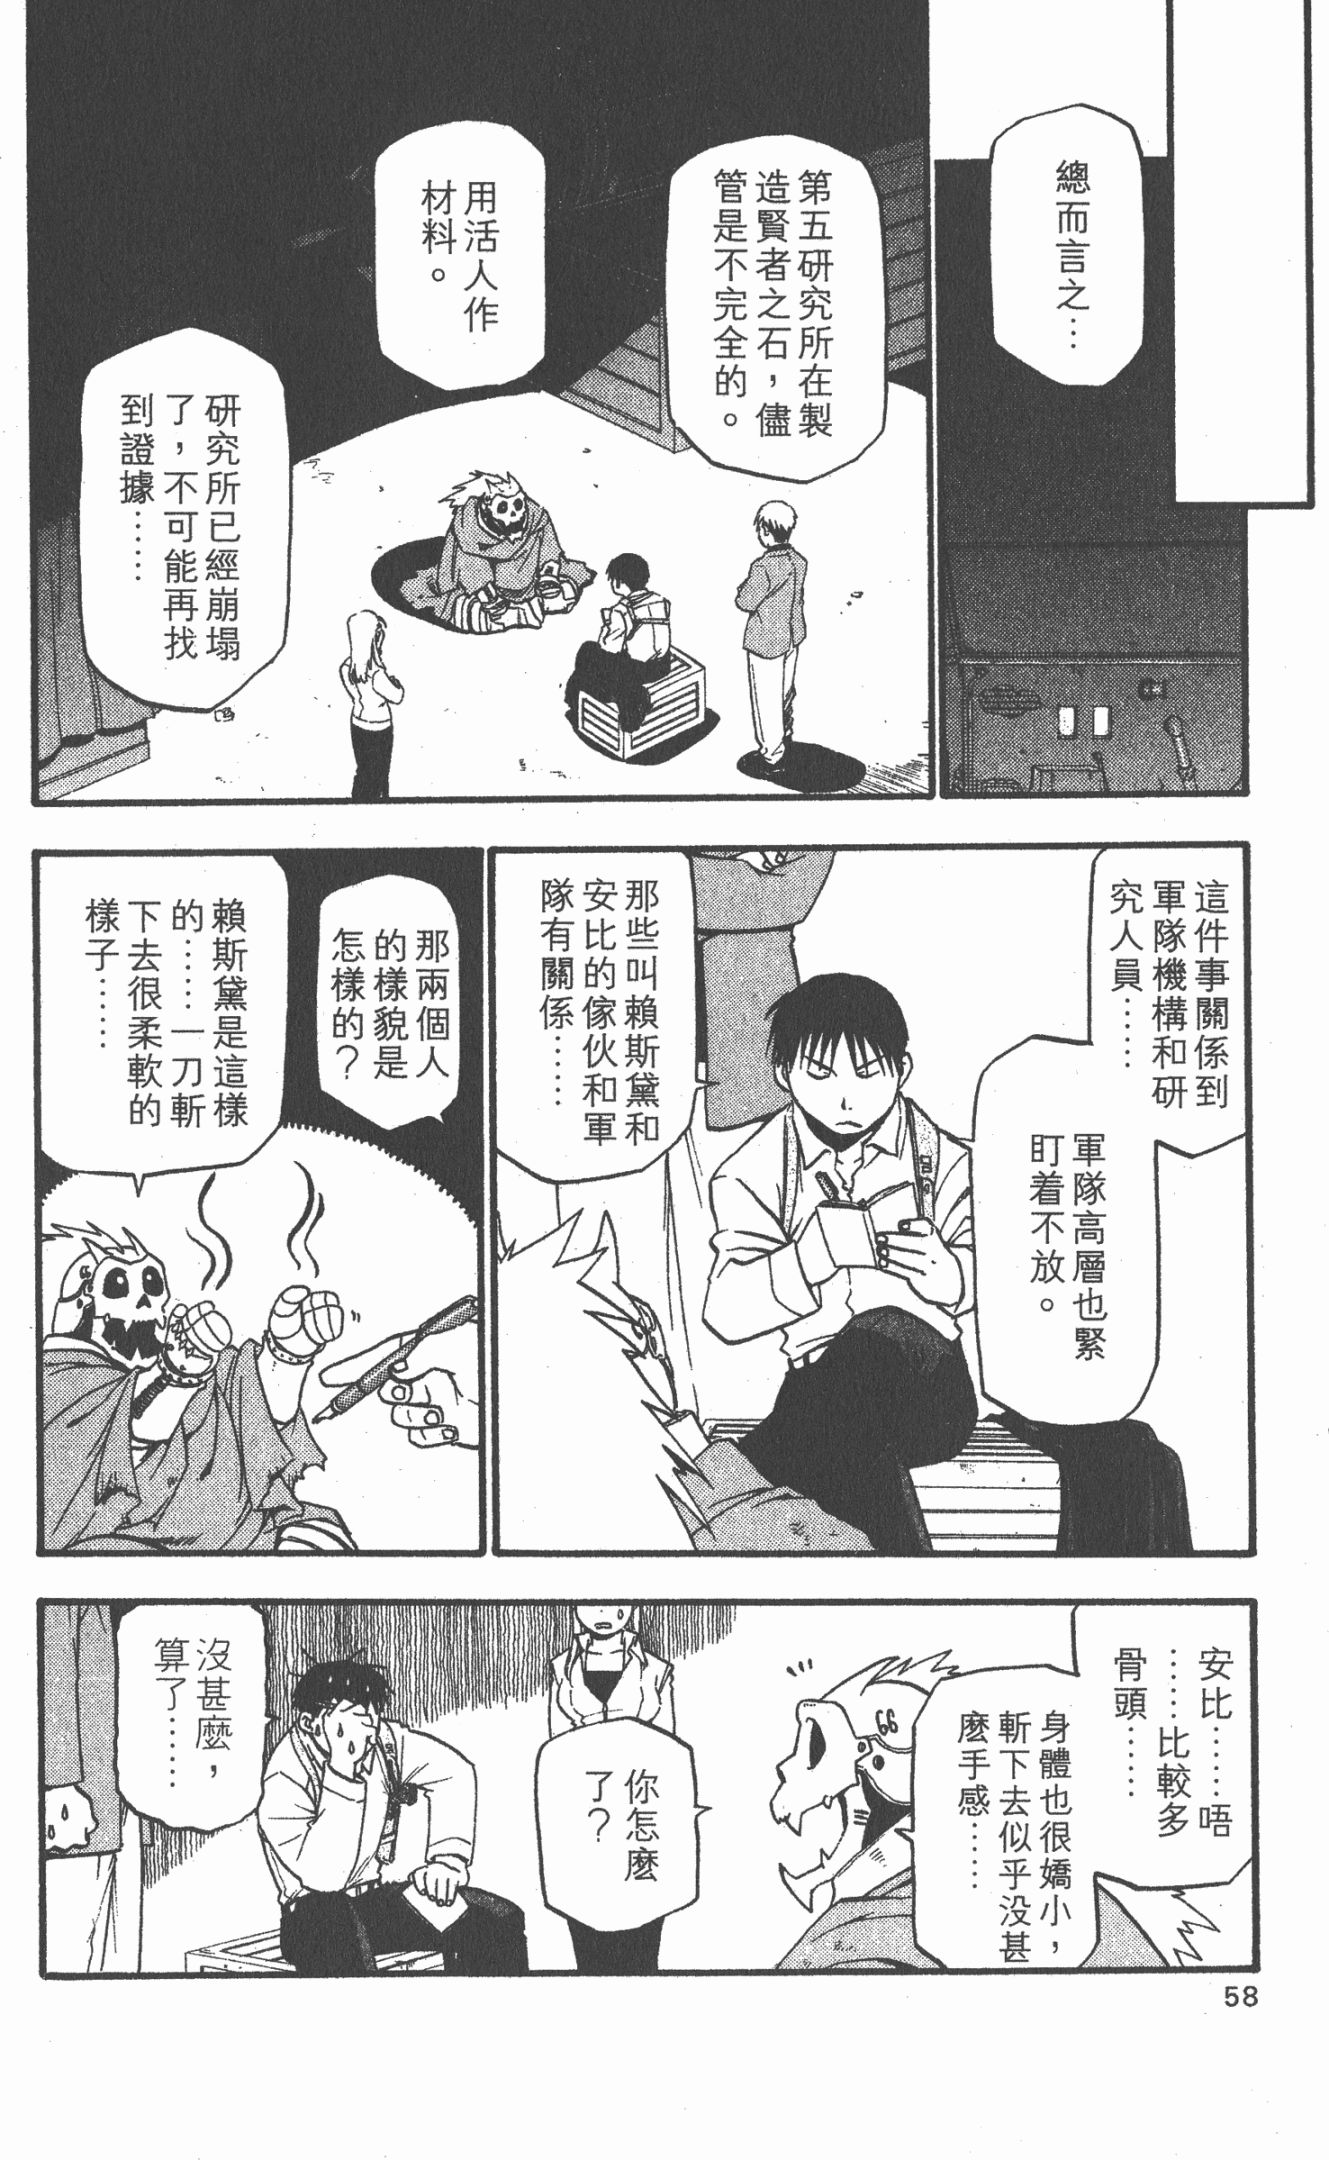 總而言之…
第五研究所在製
造賢者之石，儘
管是不完全的。
用活人作
材料。
研究所已經崩塌
了，不可能再找
到證據……
這件事關係到
軍隊機構和研
究人員……
軍隊高層也緊
盯着不放。
那些叫賴斯黛和
安比的傢伙和軍
隊有關係……
那兩個人
的樣貌是
怎樣的？
賴斯黛是這樣
的……一刀斬
下去很柔軟的
樣子……
安比……唔
……比較多
骨頭……
身體也很嬌小，
斬下去似乎没甚
麼手感……
66
你怎麼
了？
沒甚麼，
算了……
58